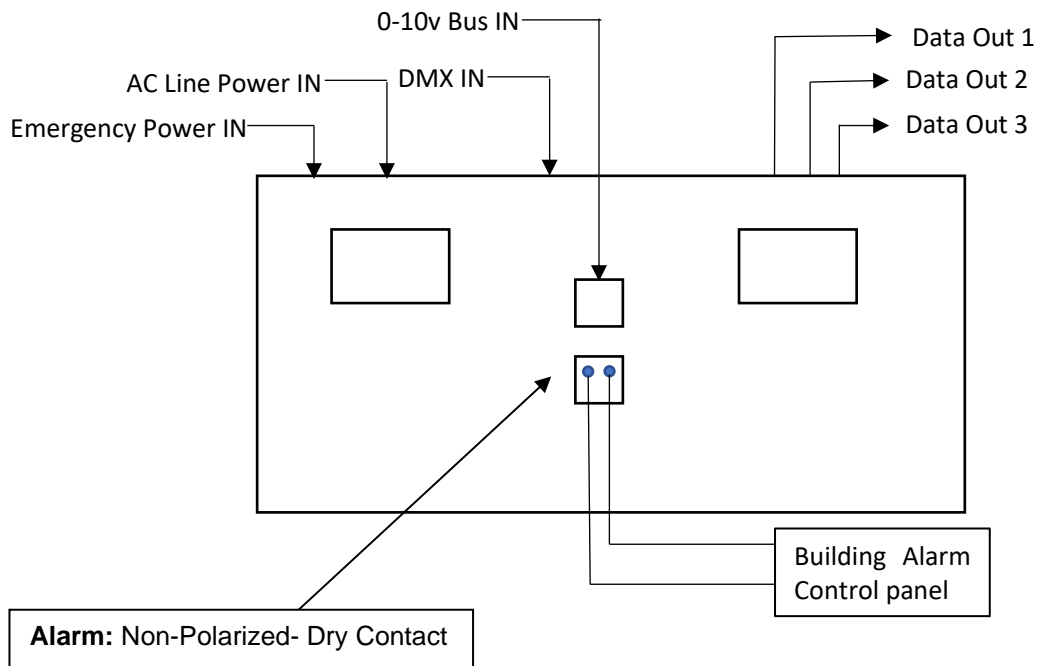 0-10v Bus IN
Data Out 1
AC Line Power IN
DMX IN
Data Out 2
Emergency Power IN
Data Out 3
Building Alarm
Control panel
Alarm: Non-Polarized- Dry Contact